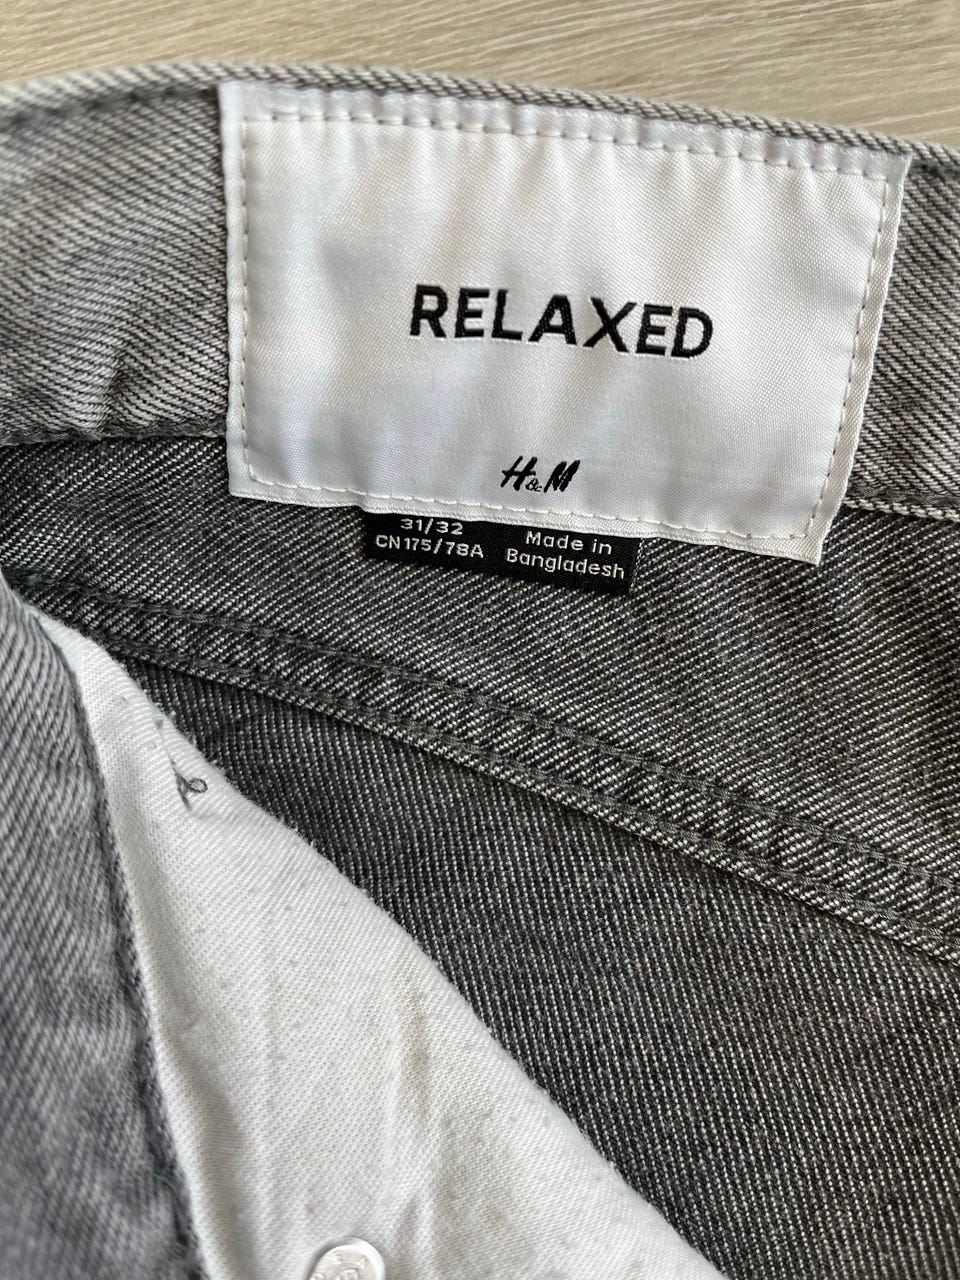 RELAXED
H&M
31/32
CN175/78A
Made in
Bangladesh